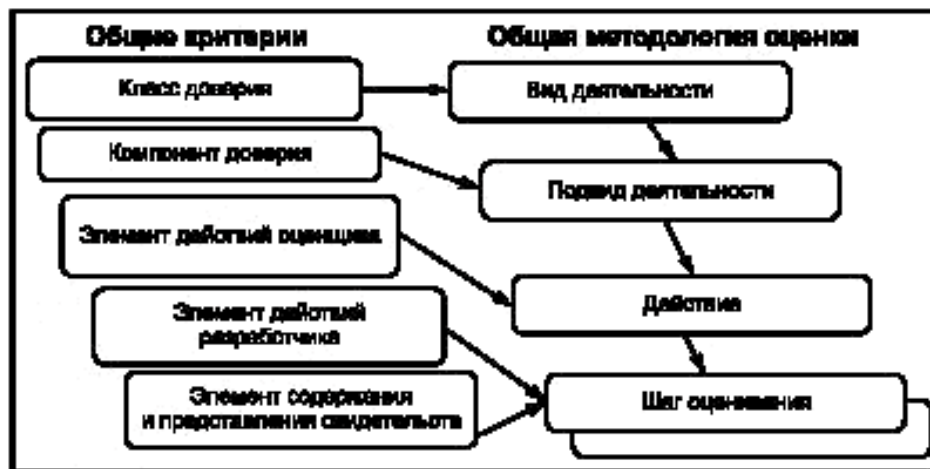 Общие критерии
Общая методология оценки
Класс доверия
Вид деятельности
Компонент доверия
Подвид деятельности
Элемент действий оценщика
Действие
Элемент действий
разработчика
Элемент содержания
и представления свидетельств
Шаг оценивания